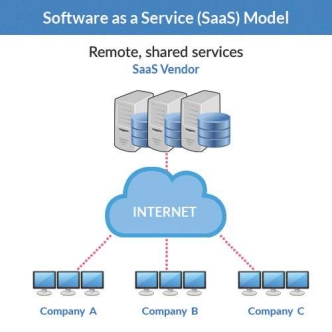 Software as a Service (SaaS) Model
Remote, shared services
SaaS Vendor
INTERNET
Company A
Company B
Company C